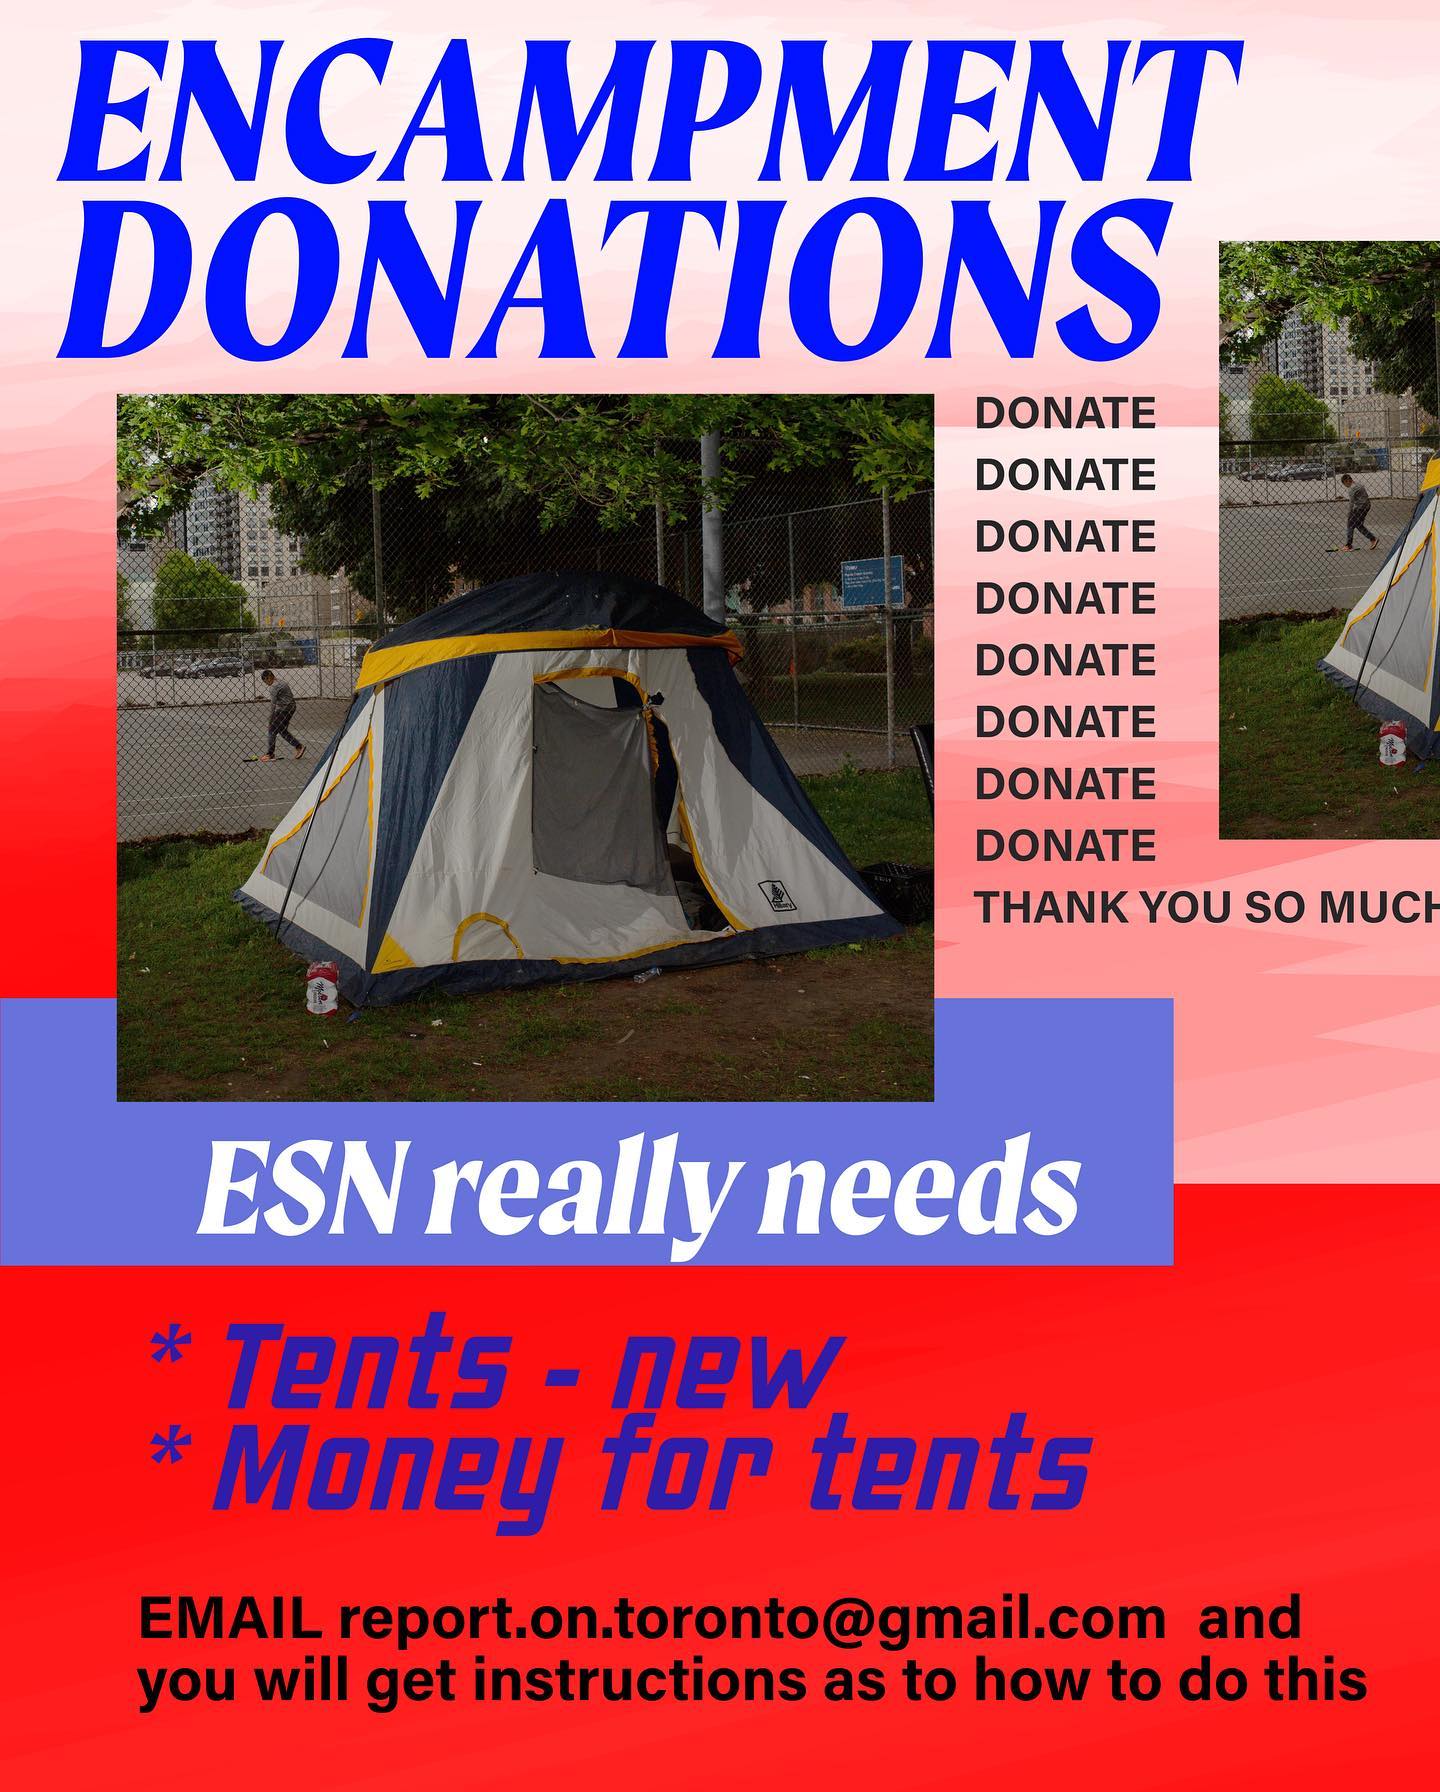 ENCAMPMENT
DONATIONS
DONATE
DONATE
DONATE
DONATE
DONATE
DONATE
DONATE
DONATE
THANK YOU SO MUCH
ESN really needs
* Tents - new
* Money for tents
EMAIL report.on.toronto@gmail.com and
you will get instructions as to how to do this